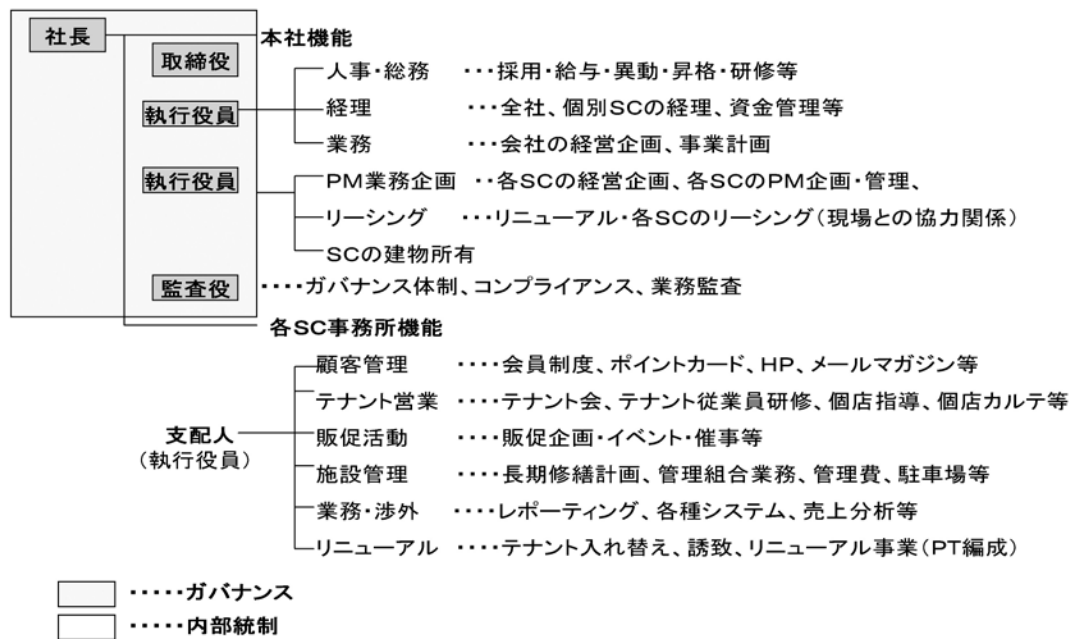 社長
本社機能
取締役
人事・総務 ・・・採用・給与・異動・昇格・研修等
執行役員
経理 ・・・全社、個別SCの経理、資金管理等
業務 ・・・会社の経営企画、事業計画
執行役員
PM業務企画 ・・各SCの経営企画、各SCのPM企画・管理、
リーシング ・・・リニューアル・各SCのリーシング(現場との協力関係)
SCの建物所有
監査役 ・・・・ガバナンス体制、コンプライアンス、業務監査
各SC事務所機能
顧客管理 ・・・・会員制度、ポイントカード、HP、メールマガジン等
テナント営業 ・・・・テナント会、テナント従業員研修、個店指導、個店カルテ等
支配人
(執行役員)
販促活動 ・・・・販促企画・イベント・催事等
施設管理 ・・・・長期修繕計画、管理組合業務、管理費、駐車場等
業務・渉外 ・・・・レポーティング、各種システム、売上分析等
リニューアル ・・・・テナント入れ替え、誘致、リニューアル事業(PT編成)
・・・・・ガバナンス
・・・・・内部統制